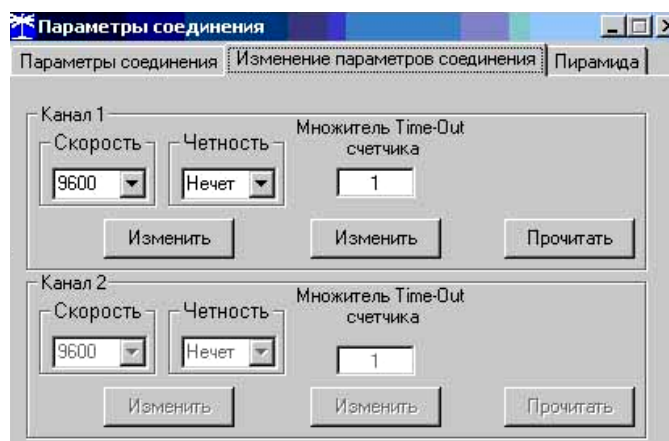 Параметры соединения
Параметры соединения Изменение параметров соединения Пирамида
Канал 1
Скорость Четность Множитель Time-Out
счетчика
9600 Нечет 1
Изменить Изменить Прочитать
Канал 2
Скорость Четность Множитель Time-Out
счетчика
9600 Нечет 1
Изменить Изменить Прочитать